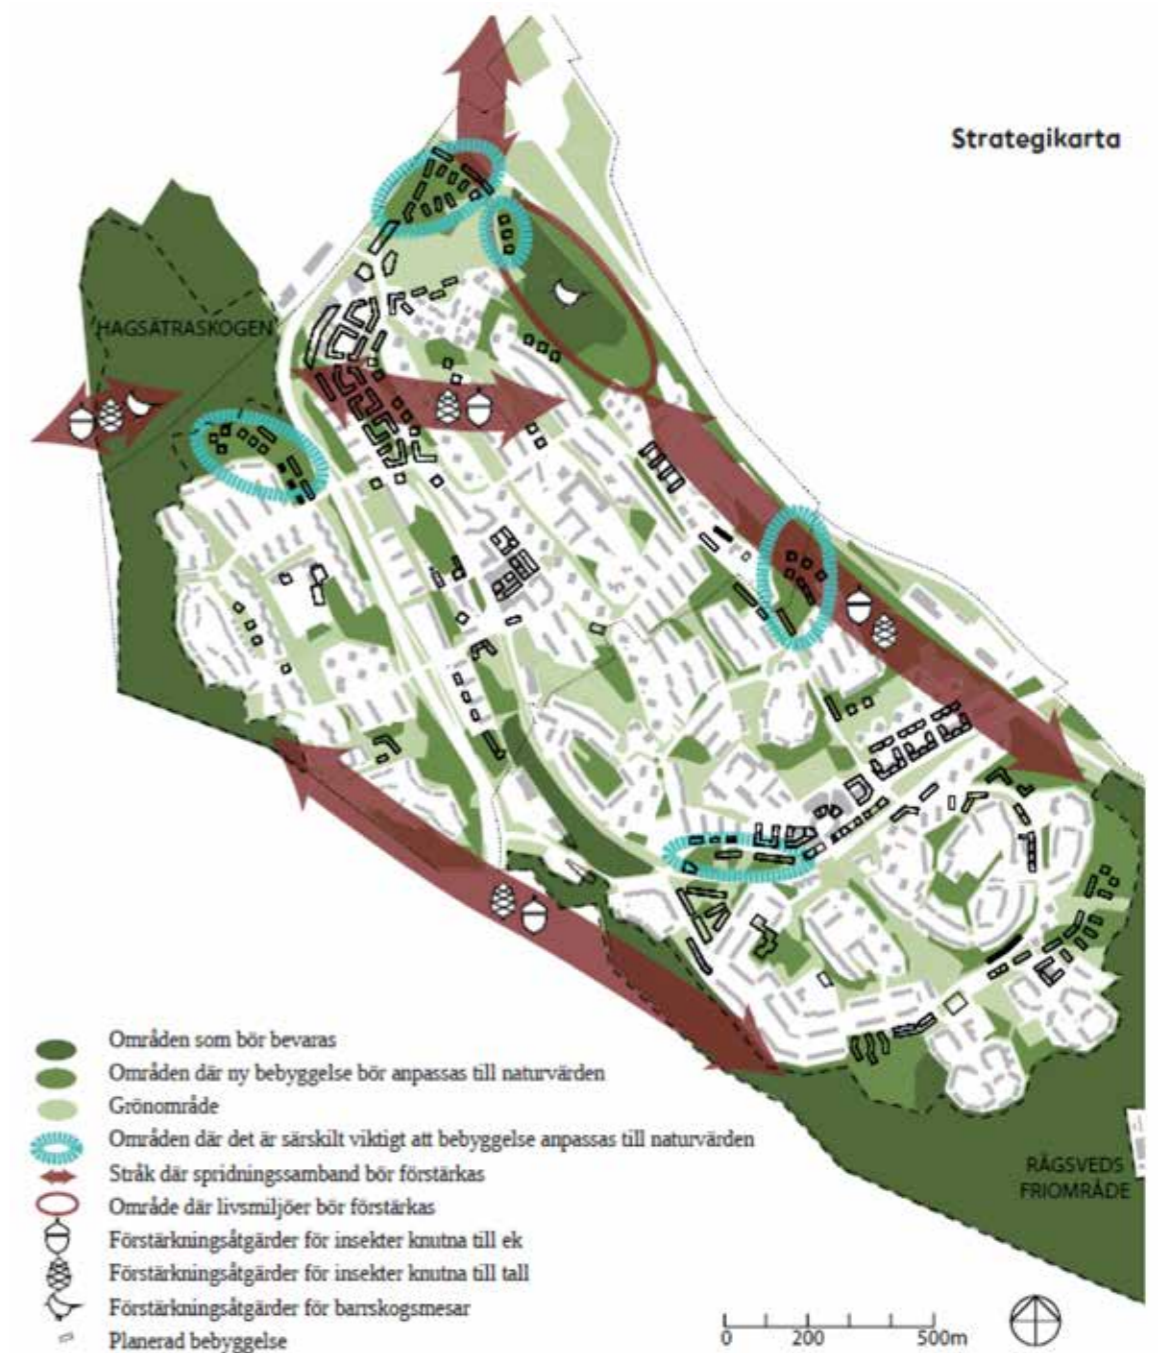 Strategikarta
HAGSÄTRASKOGEN
RÅGSVEDS
FRIOMRÅDE
Områden som bör bevaras
Områden där ny bebyggelse bör anpassas till naturvärden
Grönområde
Områden där det är särskilt viktigt att bebyggelse anpassas till naturvärden
Stråk där spridningssamband bör förstärkas
Område där livsmiljöer bör förstärkas
Förstärkningsåtgärder för insekter knutna till ek
Förstärkningsåtgärder för insekter knutna till tall
Förstärkningsåtgärder för barrskogsmesar
Planerad bebyggelse
0 200 500m